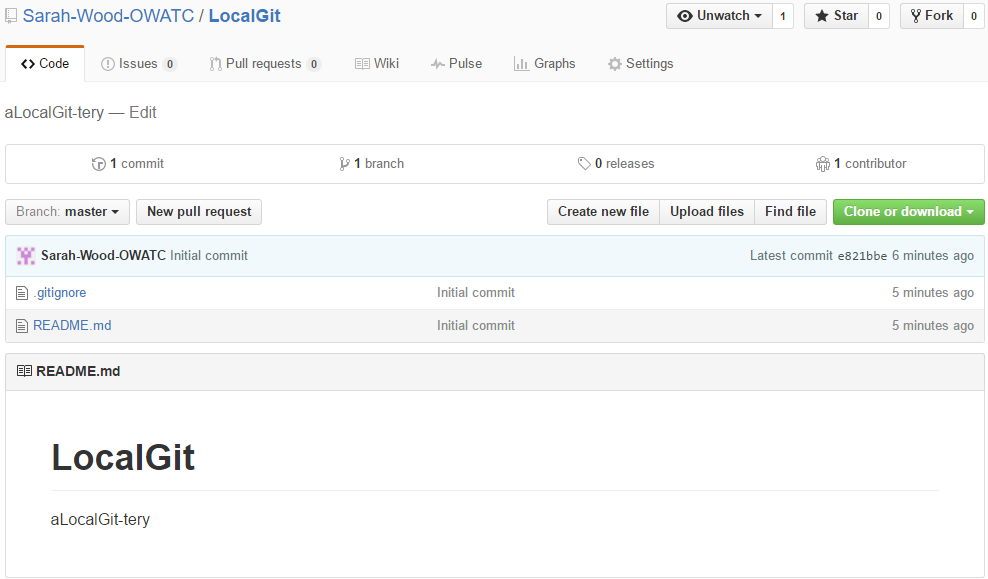 Sarah-Wood-OWATC / LocalGit Unwatch 1 Star 0 Fork 0
Code Issues 0 Pull requests 0 Wiki Pulse Graphs Settings
aLocalGit-tery — Edit
1 commit 1 branch 0 releases 1 contributor
Branch: master New pull request Create new file Upload files Find file Clone or download
Sarah-Wood-OWATC Initial commit Latest commit e821bbe 6 minutes ago
.gitignore Initial commit 5 minutes ago
README.md Initial commit 5 minutes ago
README.md
LocalGit
aLocalGit-tery